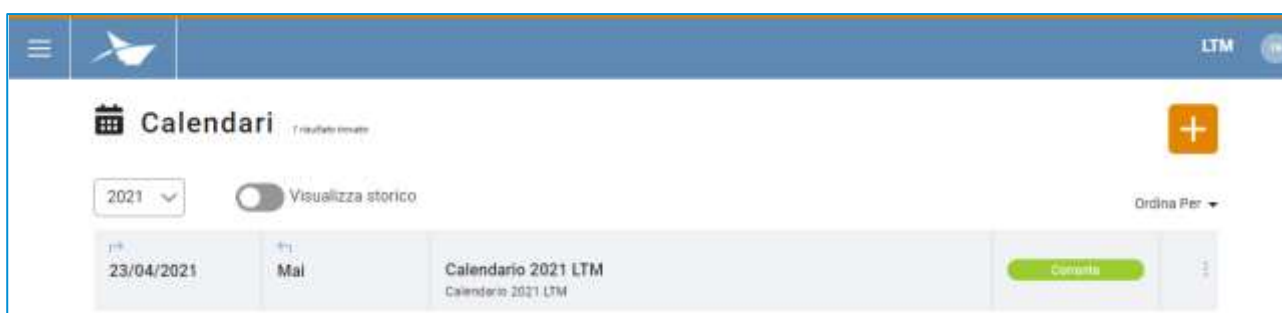 LTM
Calendari
2021
Visualizza storico
Ordina Per
23/04/2021
Mai
Calendario 2021 LTM
Corrente
Calendario 2021 LTM